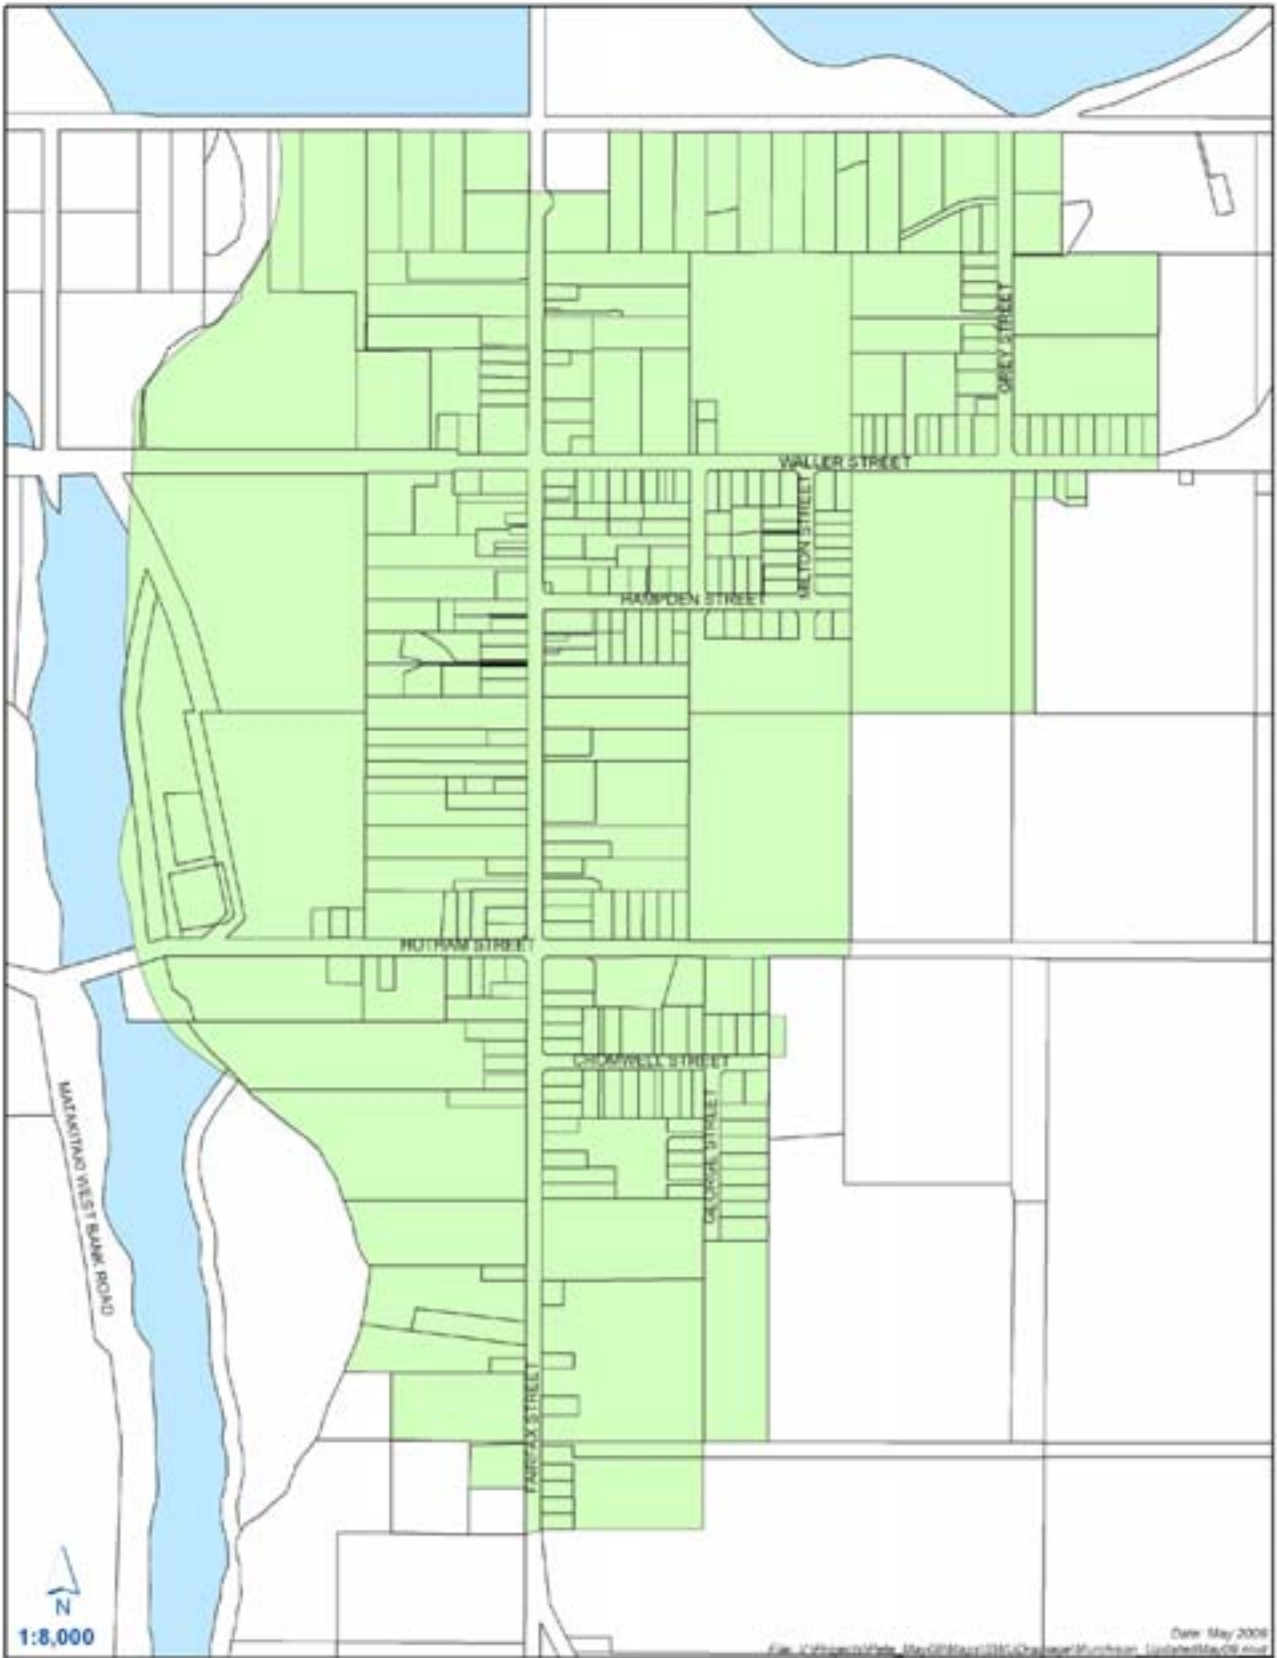 GREY STREET
WALLER STREET
MILTON STREET
HAMPDEN STREET
HOTHAM STREET
CROMWELL STREET
GEORGE STREET
MATAKITAKI WEST BANK ROAD
FAIRFAX STREET
N
1:8,000
Date: May 2009